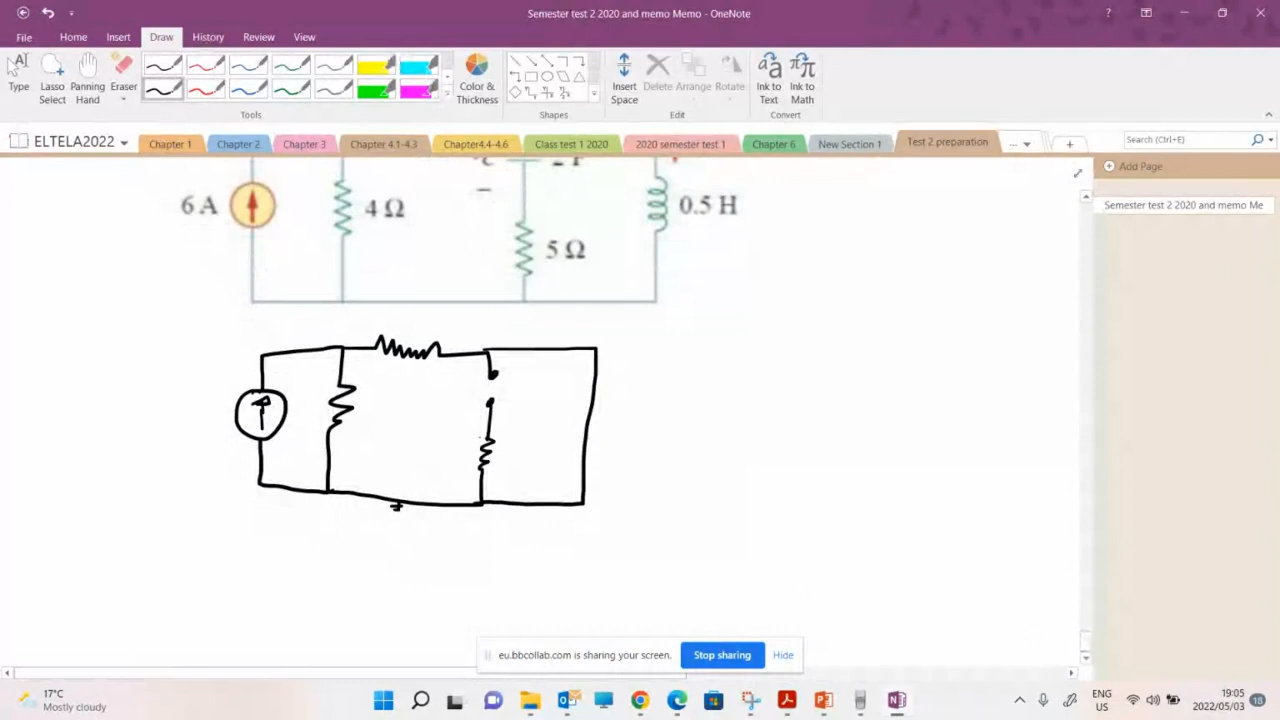 Semester test 2 2020 and memo Memo - OneNote
File Home Insert Draw History Review View
Type
Lasso Select
Panning Hand
Eraser
Color & Thickness
Insert Space
Delete
Arrange
Rotate
Ink to Text
Ink to Math
Tools
Shapes
Edit
Convert
ELTELA2022
Chapter 1
Chapter 2
Chapter 3
Chapter 4.1-4.3
Chapter4.4-4.6
Class test 1 2020
2020 semester test 1
Chapter 6
New Section 1
Test 2 preparation
Search (Ctrl+E)
Add Page
Semester test 2 2020 and memo Me
6 A
4 Ω
0.5 H
5 Ω
eu.bbcollab.com is sharing your screen.
Stop sharing
Hide
17°C
Mostly cloudy
ENG
US
19:05
2022/05/03
18